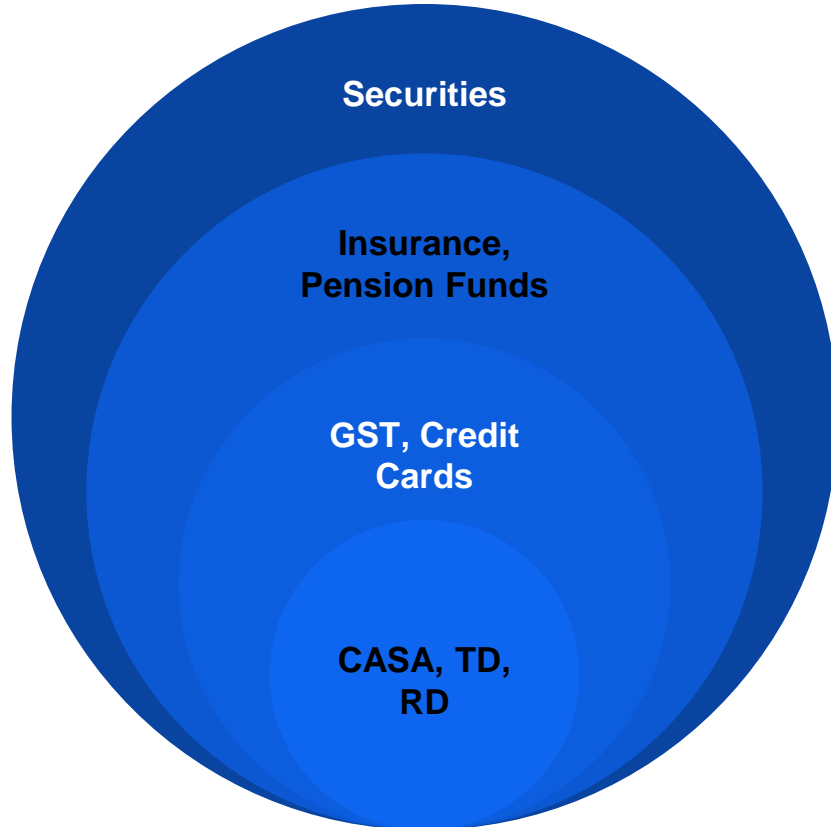 Securities
Insurance,
Pension Funds
GST, Credit
Cards
CASA, TD,
RD